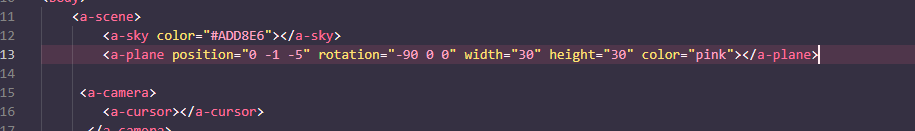 <body>
11 <a-scene>
12 <a-sky color="#ADD8E6"></a-sky>
13 <a-plane position="0 -1 -5" rotation="-90 0 0" width="30" height="30" color="pink"></a-plane>
14
15 <a-camera>
16 <a-cursor></a-cursor>
17 </a-camera>